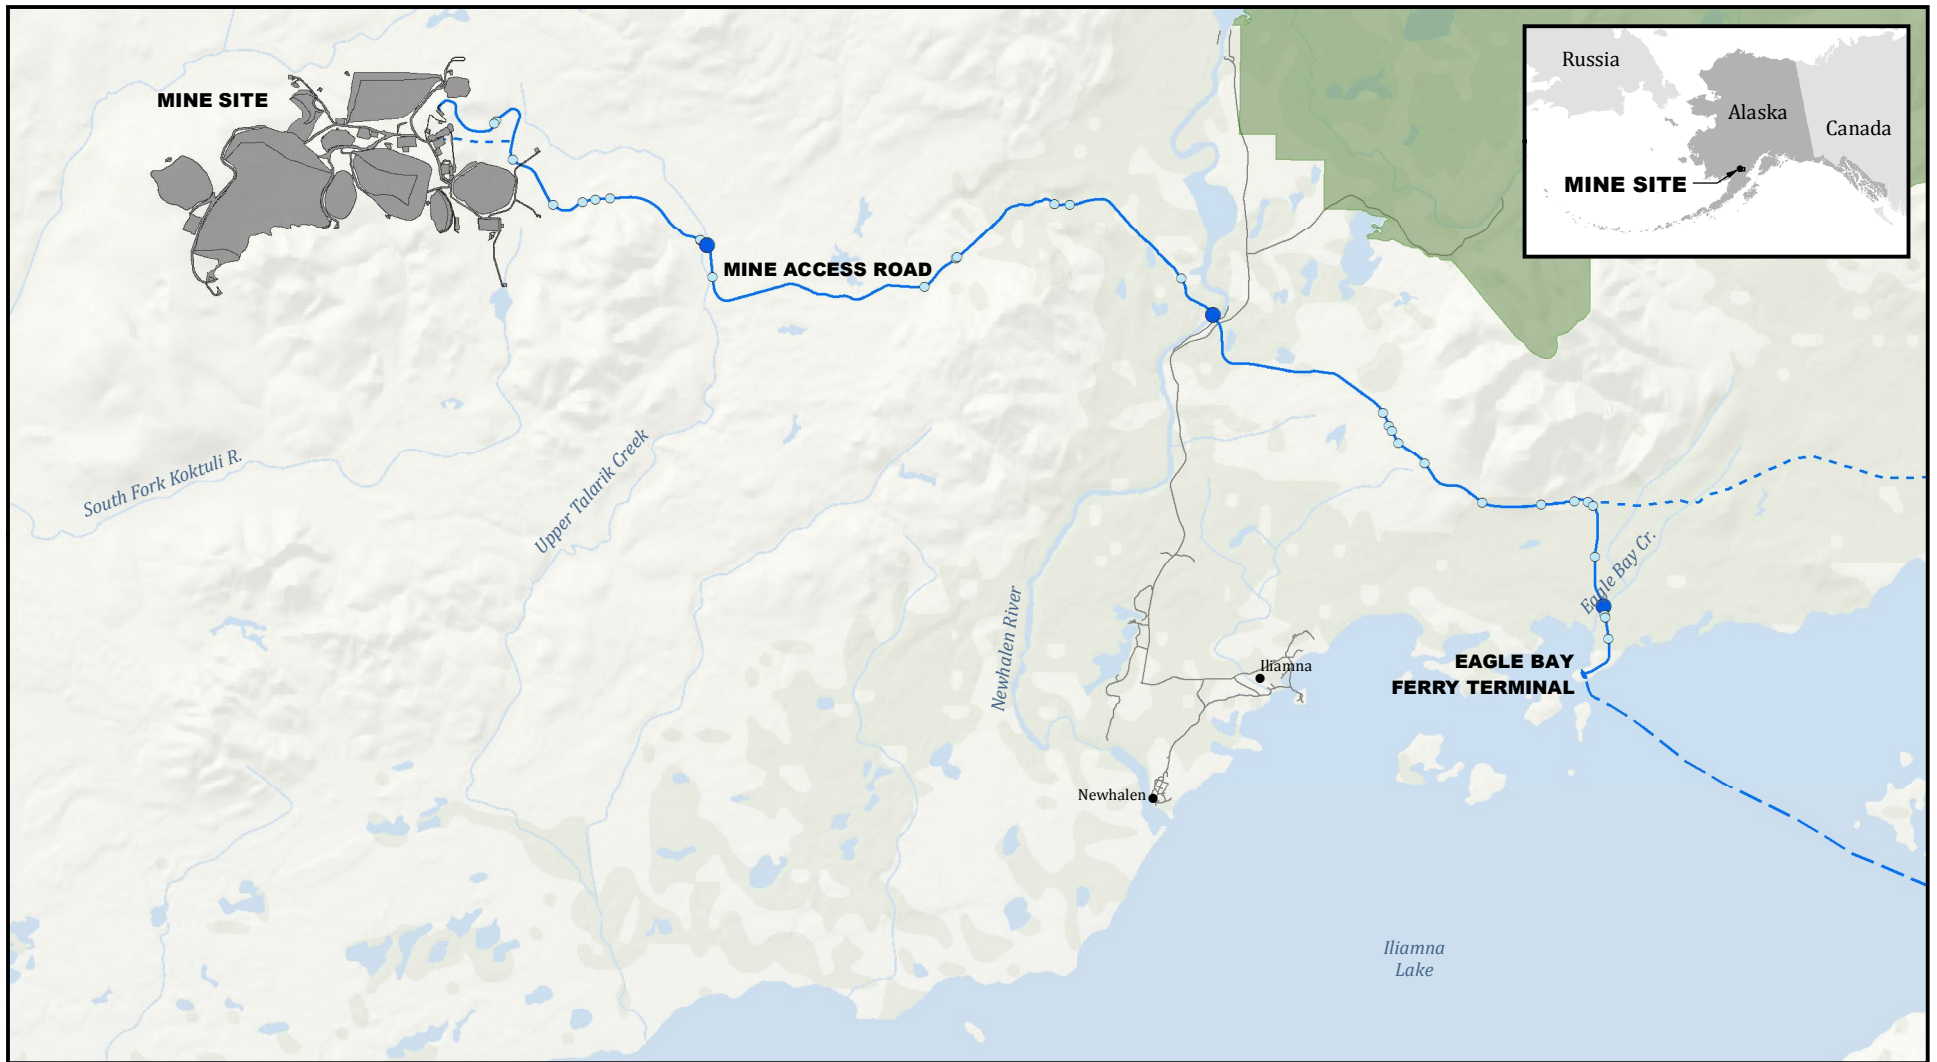 MINE SITE
Russia
Alaska
Canada
MINE SITE
MINE ACCESS ROAD
South Fork Koktuli R.
Upper Talarik Creek
Newhalen River
Eagle Bay Cr.
Iliamna
EAGLE BAY
FERRY TERMINAL
Newhalen
Iliamna
Lake